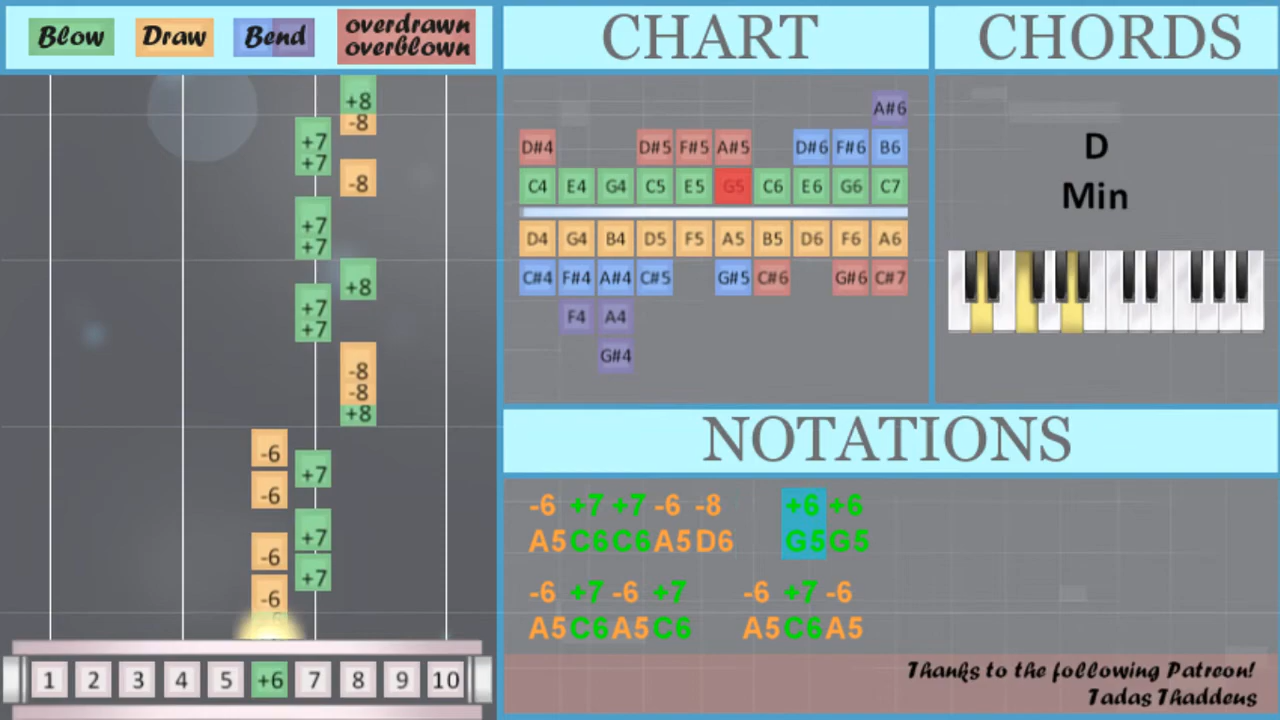 Blow Draw Bend overdrawn
overblown
CHART
CHORDS
+8
-8
+7
+7
-8
+7
+7
+8
+7
+7
-8
-8
+8
-6
+7
-6
+7
-6
+7
-6
1 2 3 4 5 +6 7 8 9 10
A#6
D#4 D#5 F#5 A#5 D#6 F#6 B6
C4 E4 G4 C5 E5 G5 C6 E6 G6 C7
D4 G4 B4 D5 F5 A5 B5 D6 F6 A6
C#4 F#4 A#4 C#5 G#5 C#6 G#6 C#7
F4 A4
G#4
D
Min
NOTATIONS
-6 +7 +7 -6 -8 +6 +6
A5 C6 C6 A5 D6 G5 G5
-6 +7 -6 +7 -6 +7 -6
A5 C6 A5 C6 A5 C6 A5
Thanks to the following Patreon!
Tadas Thaddeus